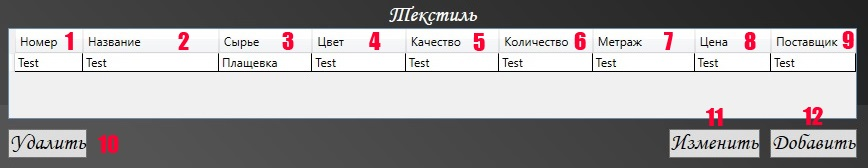 Текстиль
Номер 1 Название 2 Сырье 3 Цвет 4 Качество 5 Количество 6 Метраж 7 Цена 8 Поставщик 9
Test Test Плащевка Test Test Test Test Test Test
11 12
Удалить 10 Изменить Добавить